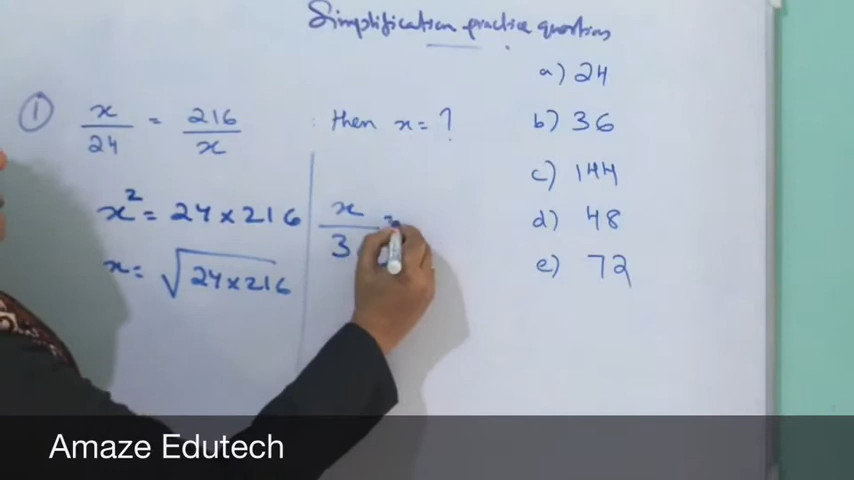 Simplification practice questions
① x/24 = 216/x then x = ?
a) 24
b) 36
c) 144
d) 48
e) 72
x² = 24 × 216
x = √24 × 216
x/3 =
Amaze Edutech